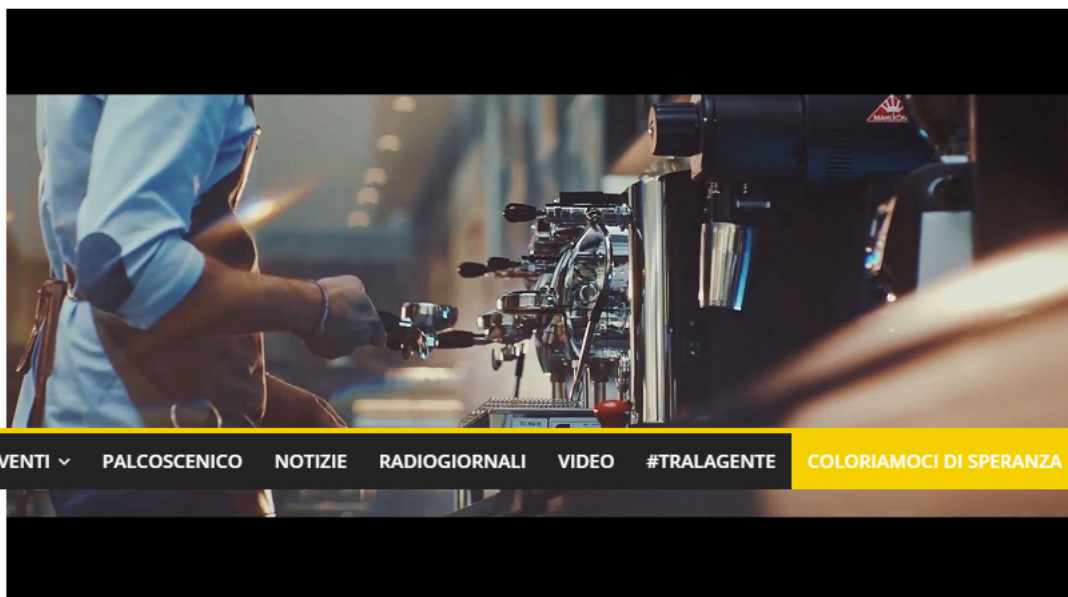 VENTI
PALCOSCENICO
NOTIZIE
RADIOGIORNALI
VIDEO
#TRALAGENTE
COLORIAMOCI DI SPERANZA